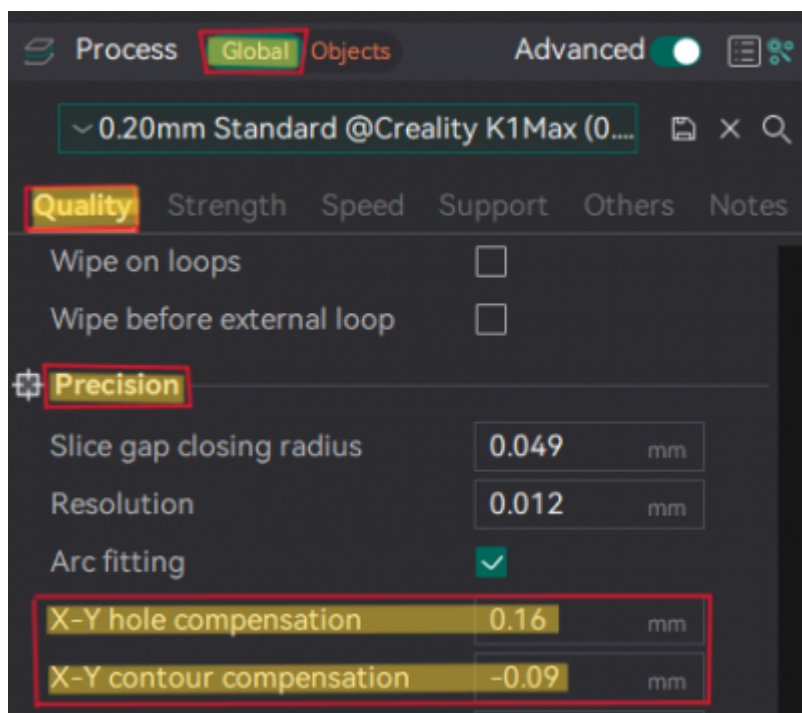 Process Global Objects Advanced
0.20mm Standard @Creality K1Max (0....
Quality Strength Speed Support Others Notes
Wipe on loops
Wipe before external loop
Precision
Slice gap closing radius 0.049 mm
Resolution 0.012 mm
Arc fitting
X-Y hole compensation 0.16 mm
X-Y contour compensation -0.09 mm